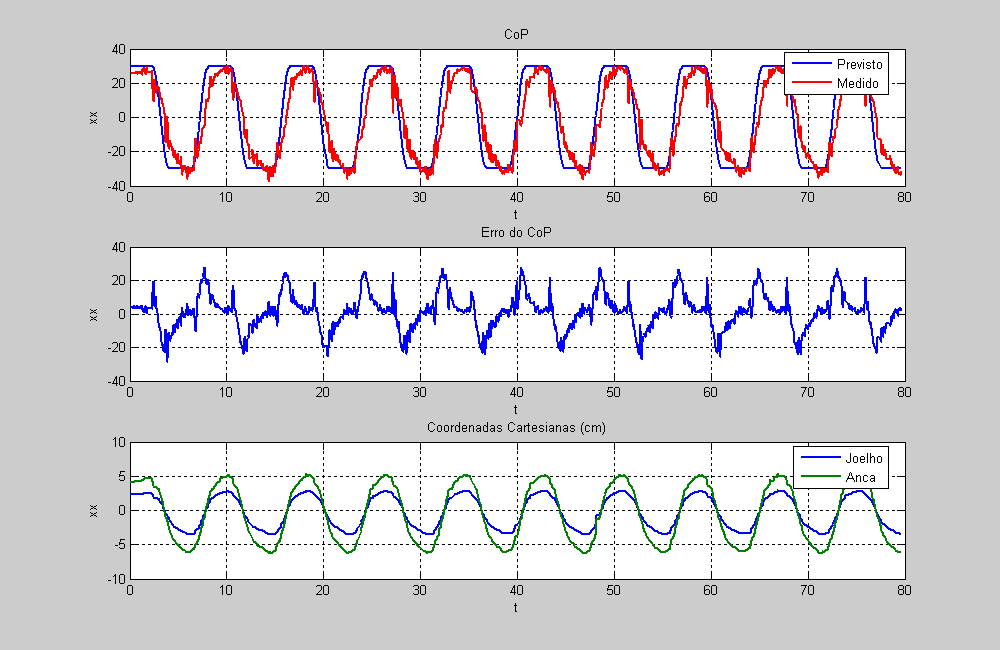 CoP
40
20
0
-20
-40
xx
Previsto
Medido
0 10 20 30 40 50 60 70 80
t
Erro do CoP
40
20
0
-20
-40
xx
0 10 20 30 40 50 60 70 80
t
Coordenadas Cartesianas (cm)
10
5
0
-5
-10
xx
Joelho
Anca
0 10 20 30 40 50 60 70 80
t